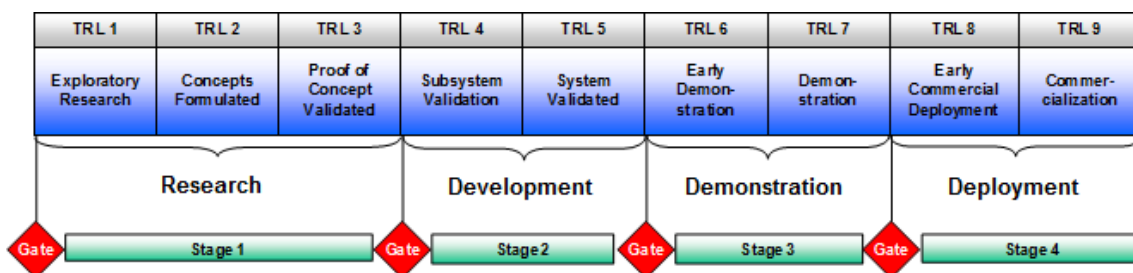 TRL 1 TRL 2 TRL 3 TRL 4 TRL 5 TRL 6 TRL 7 TRL 8 TRL 9
Exploratory
Research
Concepts
Formulated
Proof of
Concept
Validated
Subsystem
Validation
System
Validated
Early
Demon-
stration
Demon-
stration
Early
Commercial
Deployment
Commer-
cialization
Research Development Demonstration Deployment
Gate Stage 1 Gate Stage 2 Gate Stage 3 Gate Stage 4